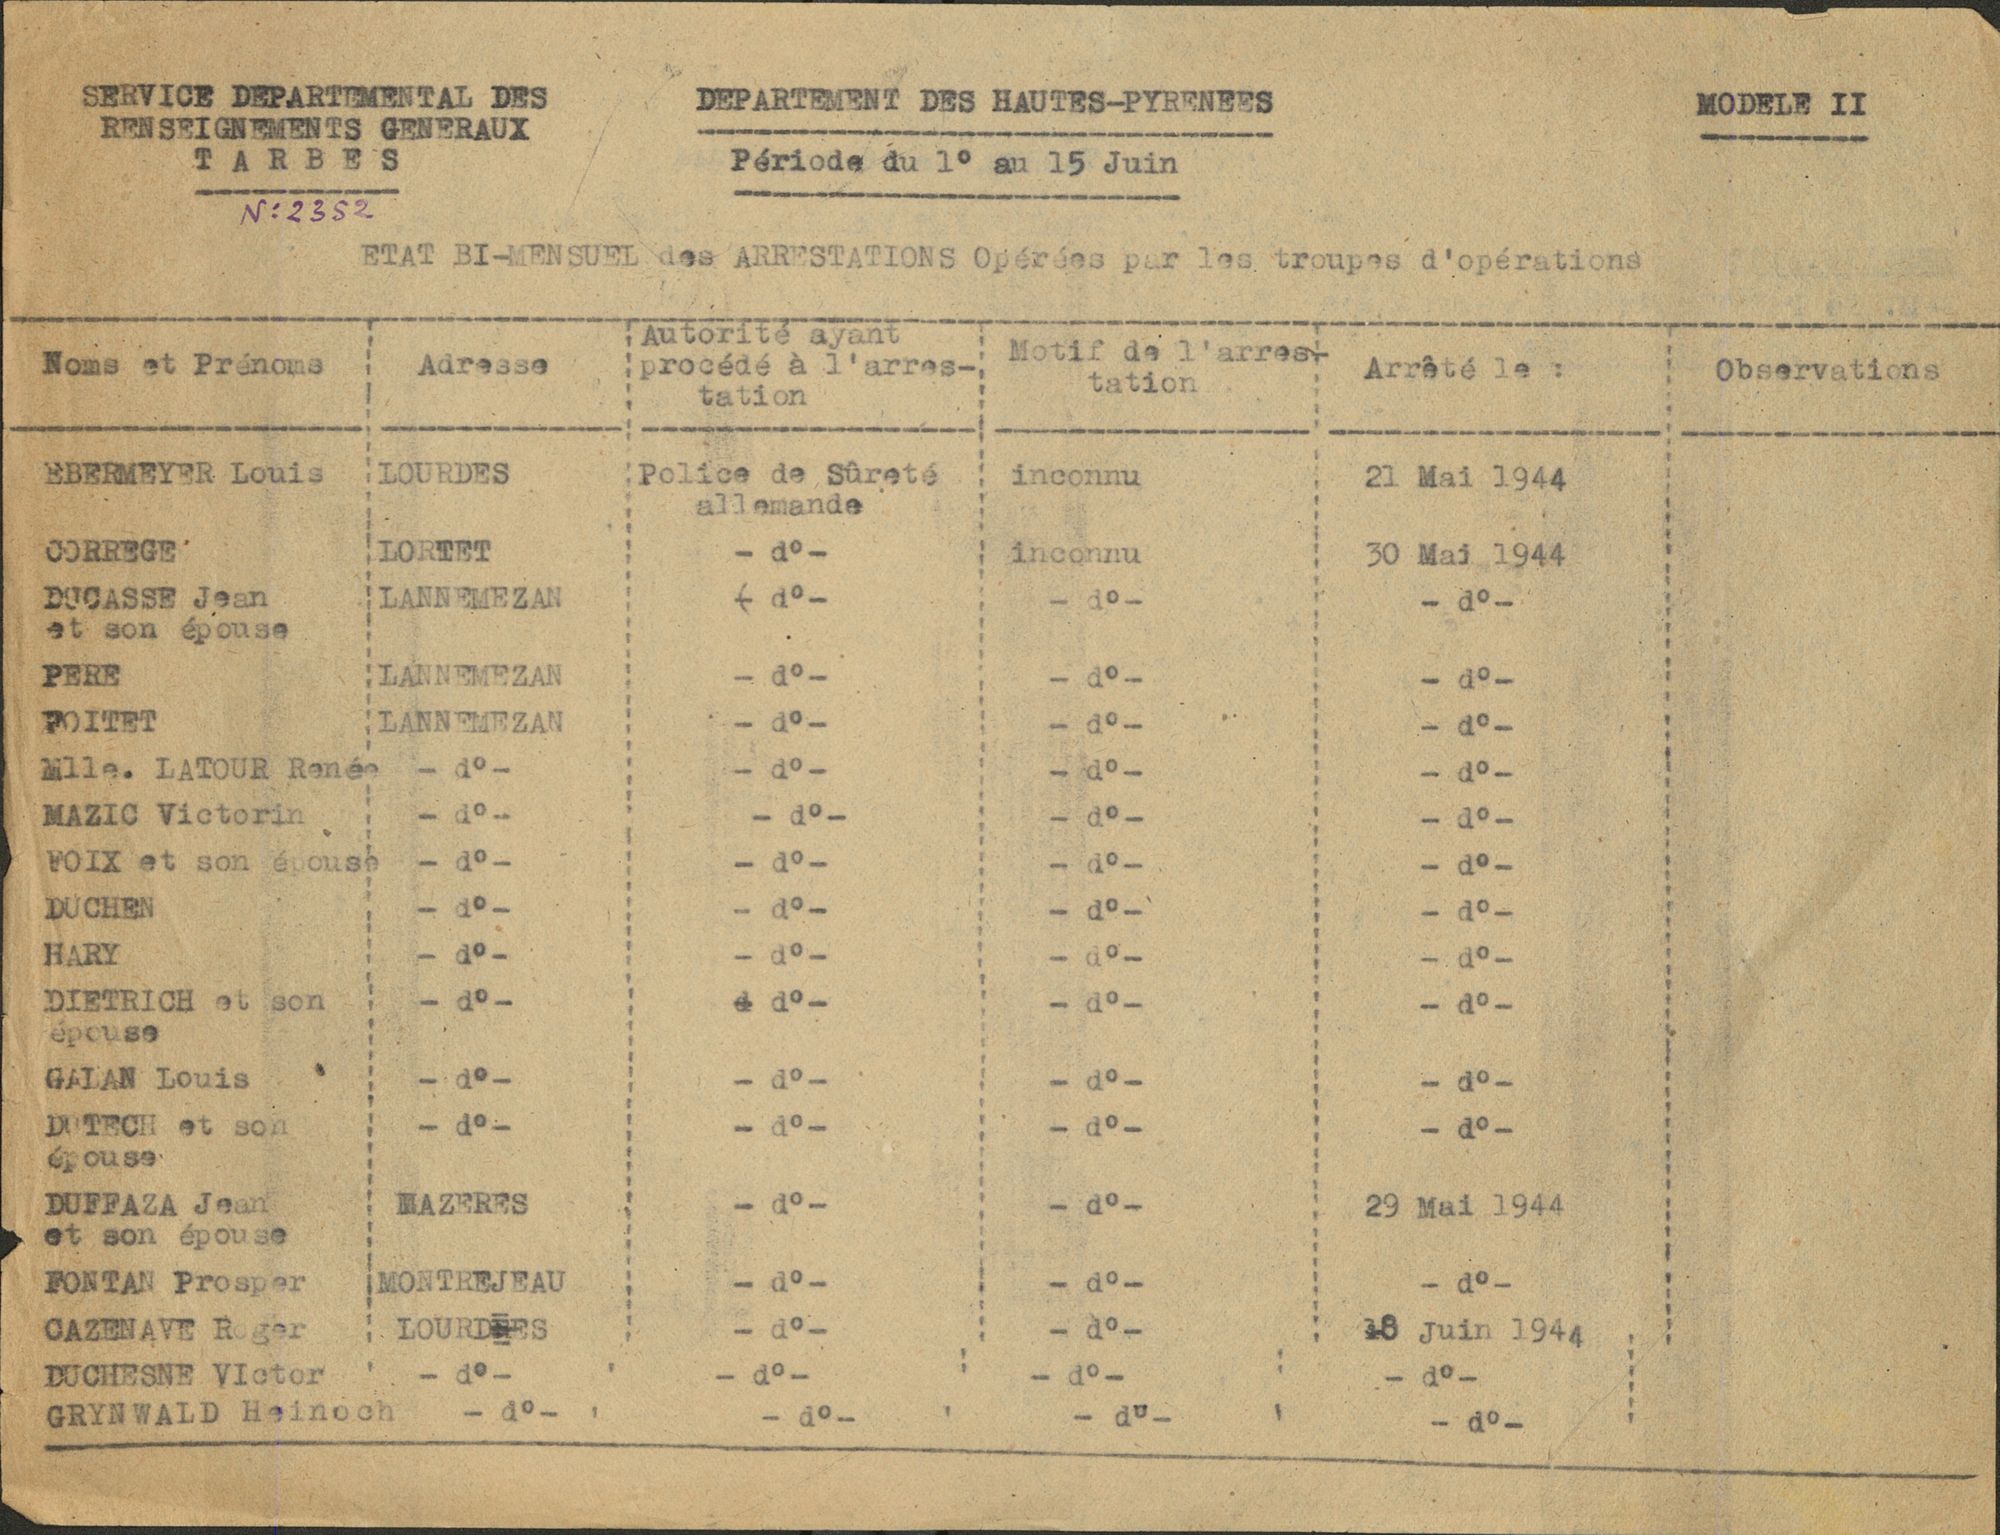 SERVICE DEPARTEMENTAL DES
RENSEIGNEMENTS GENERAUX
T A R B E S
N: 2352
DEPARTEMENT DES HAUTES-PYRENEES
Période du 1° au 15 Juin
MODELE II
ETAT BI-MENSUEL des ARRESTATIONS Opérées par les troupes d'opérations
Noms et Prénoms | Adresse | Autorité ayant procédé à l'arres-tation | Motif de l'arres-tation | Arrêté le : | Observations
EBERMEYER Louis | LOURDES | Police de Sûreté allemande | inconnu | 21 Mai 1944
CORREGE | LORTET | - d° - | inconnu | 30 Mai 1944
DUCASSE Jean et son épouse | LANNEMEZAN | - d° - | - d° - | - d° -
PERE | LANNEMEZAN | - d° - | - d° - | - d° -
POITET | LANNEMEZAN | - d° - | - d° - | - d° -
Mlle. LATOUR Renée | - d° - | - d° - | - d° - | - d° -
MAZIC Victorin | - d° - | - d° - | - d° - | - d° -
FOIX et son épouse | - d° - | - d° - | - d° - | - d° -
DUCHEN | - d° - | - d° - | - d° - | - d° -
HARY | - d° - | - d° - | - d° - | - d° -
DIETRICH et son épouse | - d° - | d d° - | - d° - | - d° -
GALAN Louis | - d° - | - d° - | - d° - | - d° -
DUTECH et son épouse | - d° - | - d° - | - d° - | - d° -
DUFFAZA Jean et son épouse | MAZERES | - d° - | - d° - | 29 Mai 1944
FONTAN Prosper | MONTREJEAU | - d° - | - d° - | - d° -
CAZENAVE Roger | LOURDES | - d° - | - d° - | 18 Juin 1944
DUCHESNE VIctor | - d° - | - d° - | - d° - | - d° -
GRYNWALD Heinoch | - d° - | - d° - | - d° - | - d° -